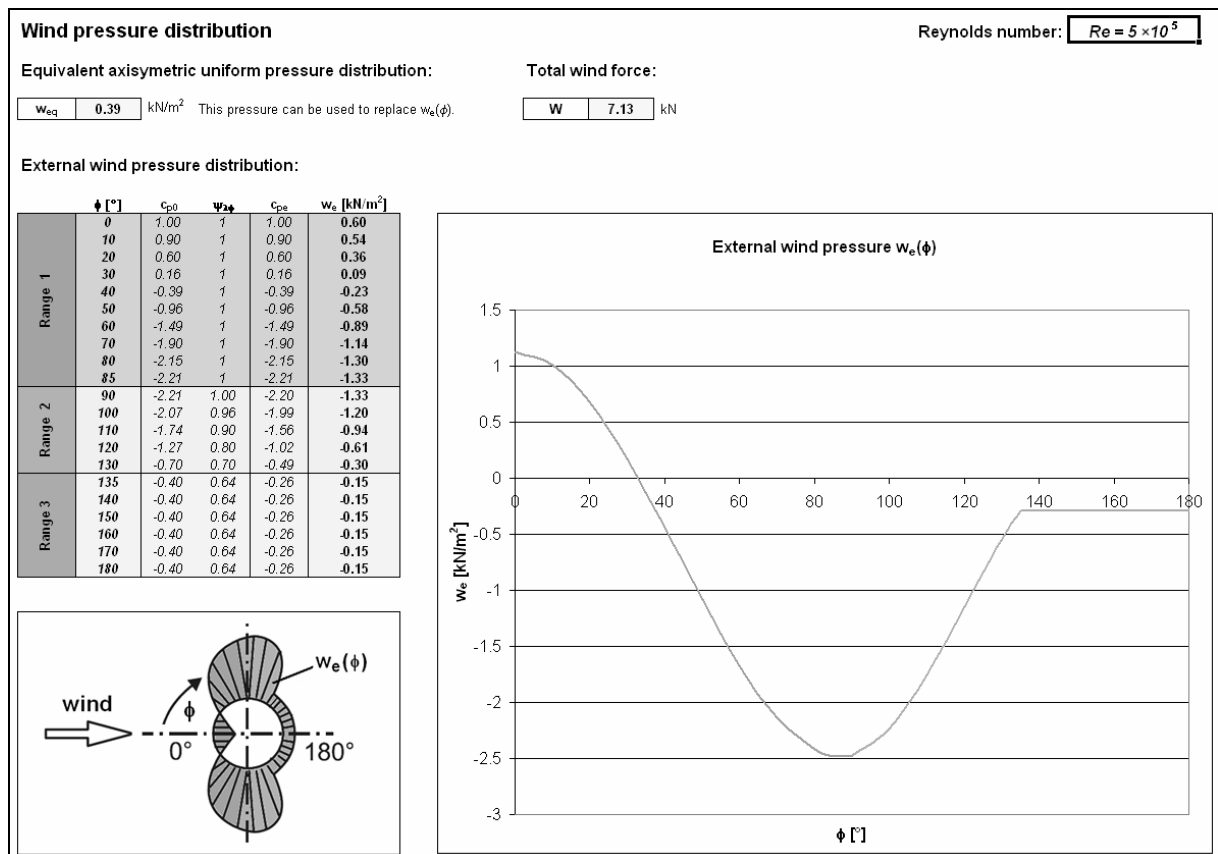 Wind pressure distribution
Reynolds number: Re = 5 ×10⁵
Equivalent axisymetric uniform pressure distribution:
Total wind force:
w_eq 0.39 kN/m² This pressure can be used to replace w_e(ϕ).
W 7.13 kN
External wind pressure distribution:
ϕ [°] c_p0 ψ_λϕ c_pe w_e [kN/m²]
Range 1
0 1.00 1 1.00 0.60
10 0.90 1 0.90 0.54
20 0.60 1 0.60 0.36
30 0.16 1 0.16 0.09
40 -0.39 1 -0.39 -0.23
50 -0.96 1 -0.96 -0.58
60 -1.49 1 -1.49 -0.89
70 -1.90 1 -1.90 -1.14
80 -2.15 1 -2.15 -1.30
85 -2.21 1 -2.21 -1.33
Range 2
90 -2.21 1.00 -2.20 -1.33
100 -2.07 0.96 -1.99 -1.20
110 -1.74 0.90 -1.56 -0.94
120 -1.27 0.80 -1.02 -0.61
130 -0.70 0.70 -0.49 -0.30
Range 3
135 -0.40 0.64 -0.26 -0.15
140 -0.40 0.64 -0.26 -0.15
150 -0.40 0.64 -0.26 -0.15
160 -0.40 0.64 -0.26 -0.15
170 -0.40 0.64 -0.26 -0.15
180 -0.40 0.64 -0.26 -0.15
External wind pressure w_e(ϕ)
1.5
1
0.5
0
-0.5
-1
-1.5
-2
-2.5
-3
0 20 40 60 80 100 120 140 160 180
w_e [kN/m²]
ϕ [°]
w_e(ϕ)
wind
ϕ
0° 180°